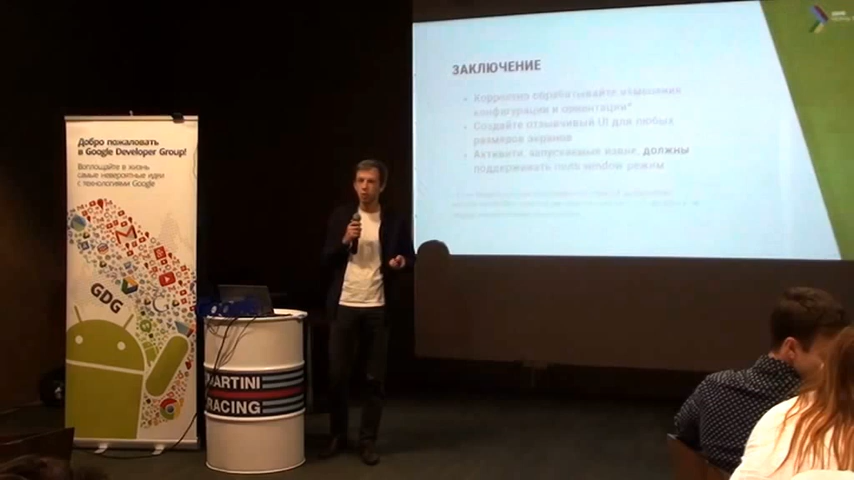 ЗАКЛЮЧЕНИЕ
Корректно обрабатывайте изменения
конфигурации и ориентации*
Создайте отзывчивый UI для любых
размеров экранов
Активити, запускаемые извне, должны
поддерживать multi-window режим
Добро пожаловать
в Google Developer Group!
Воплощайте в жизнь
самые невероятные идеи
с технологиями Google
GDG
MARTINI
RACING